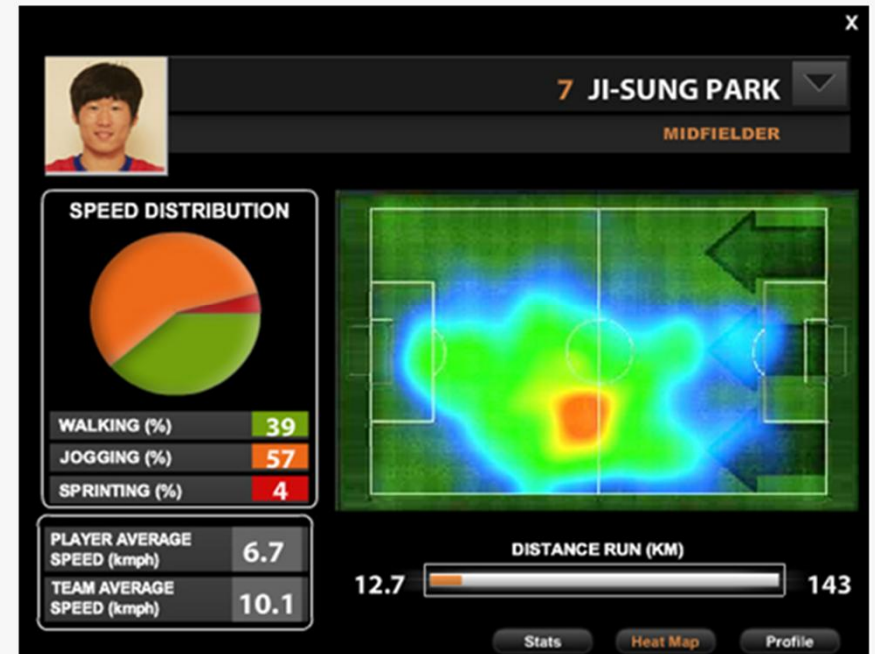 X
7 JI-SUNG PARK
MIDFIELDER
SPEED DISTRIBUTION
WALKING (%) 39
JOGGING (%) 57
SPRINTING (%) 4
PLAYER AVERAGE
SPEED (kmph) 6.7
TEAM AVERAGE
SPEED (kmph) 10.1
DISTANCE RUN (KM)
12.7 143
Stats Heat Map Profile